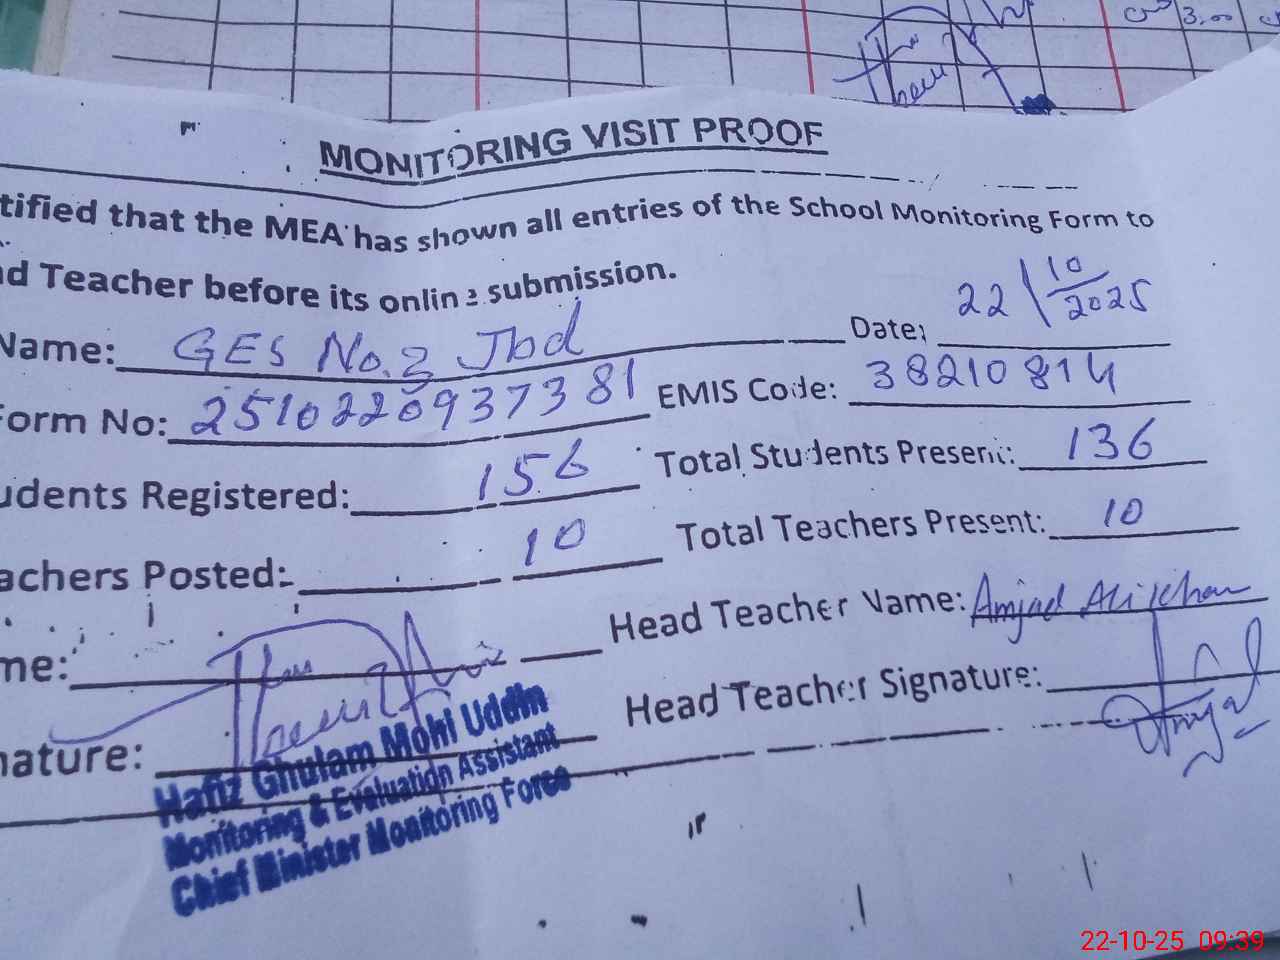 3.00
MONITORING VISIT PROOF
tified that the MEA has shown all entries of the School Monitoring Form to
d Teacher before its online submission.
Name: GES No.3 Jbd Date: 22/10/2025
Form No: 2510220937381 EMIS Code: 38210814
udents Registered: 156 Total Students Present: 136
achers Posted: 10 Total Teachers Present: 10
me: Head Teacher Name: Amjad Ali Khan
nature: Head Teacher Signature:
Hafiz Ghulam Mohi Uddin
Monitoring & Evaluation Assistant
Chief Minister Monitoring Force
22-10-25 09:39